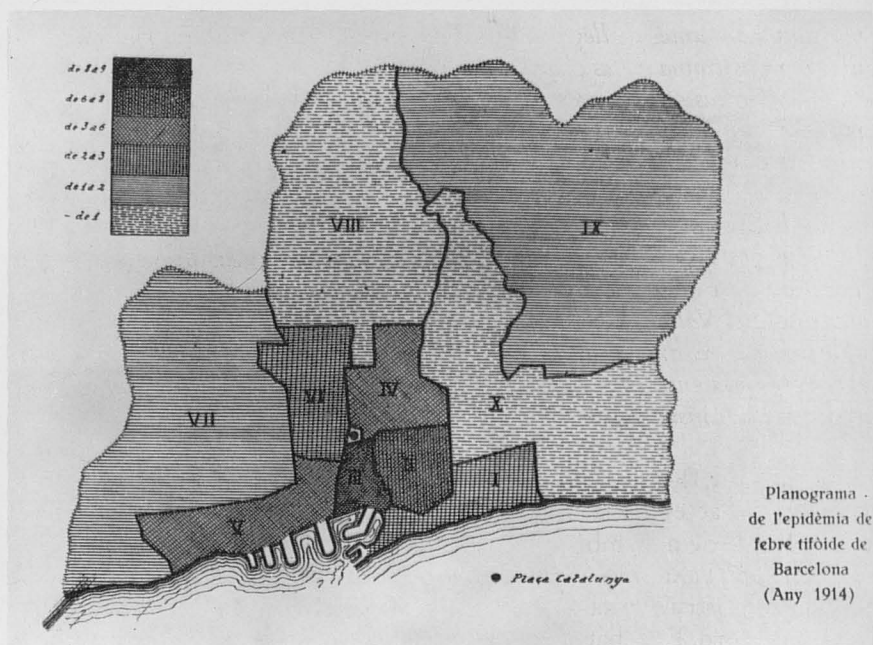 de 8 a 9
de 6 a 8
de 3 a 6
de 2 a 3
de 1 a 2
- de 1
VIII
IX
VII
VI
IV
X
III
II
I
V
Plaça Catalunya
Planograma
de l'epidèmia de
febre tifòide de
Barcelona
(Any 1914)